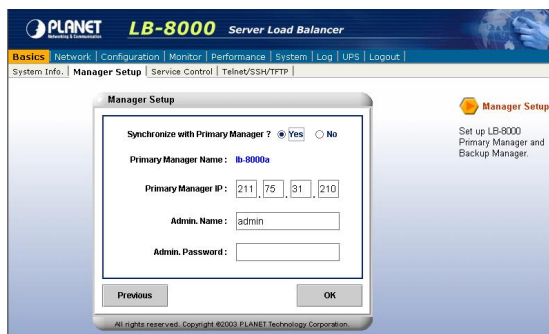 PLANET
Networking & Communication
LB-8000 Server Load Balancer
Basics | Network | Configuration | Monitor | Performance | System | Log | UPS | Logout |
System Info. | Manager Setup | Service Control | Telnet/SSH/TFTP |
Manager Setup
Synchronize with Primary Manager ? Yes No
Primary Manager Name : lb-8000a
Primary Manager IP : 211 . 75 . 31 . 210
Admin. Name : admin
Admin. Password :
Previous OK
All rights reserved. Copyright ©2003 PLANET Technology Corporation.
Manager Setup
Set up LB-8000
Primary Manager and
Backup Manager.